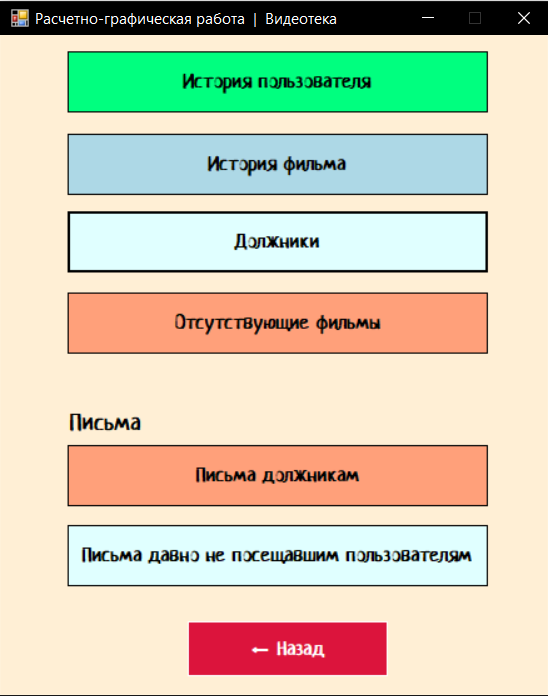 Расчетно-графическая работа | Видеотека
История пользователя
История фильма
Должники
Отсутствующие фильмы
Письма
Письма должникам
Письма давно не посещавшим пользователям
← Назад